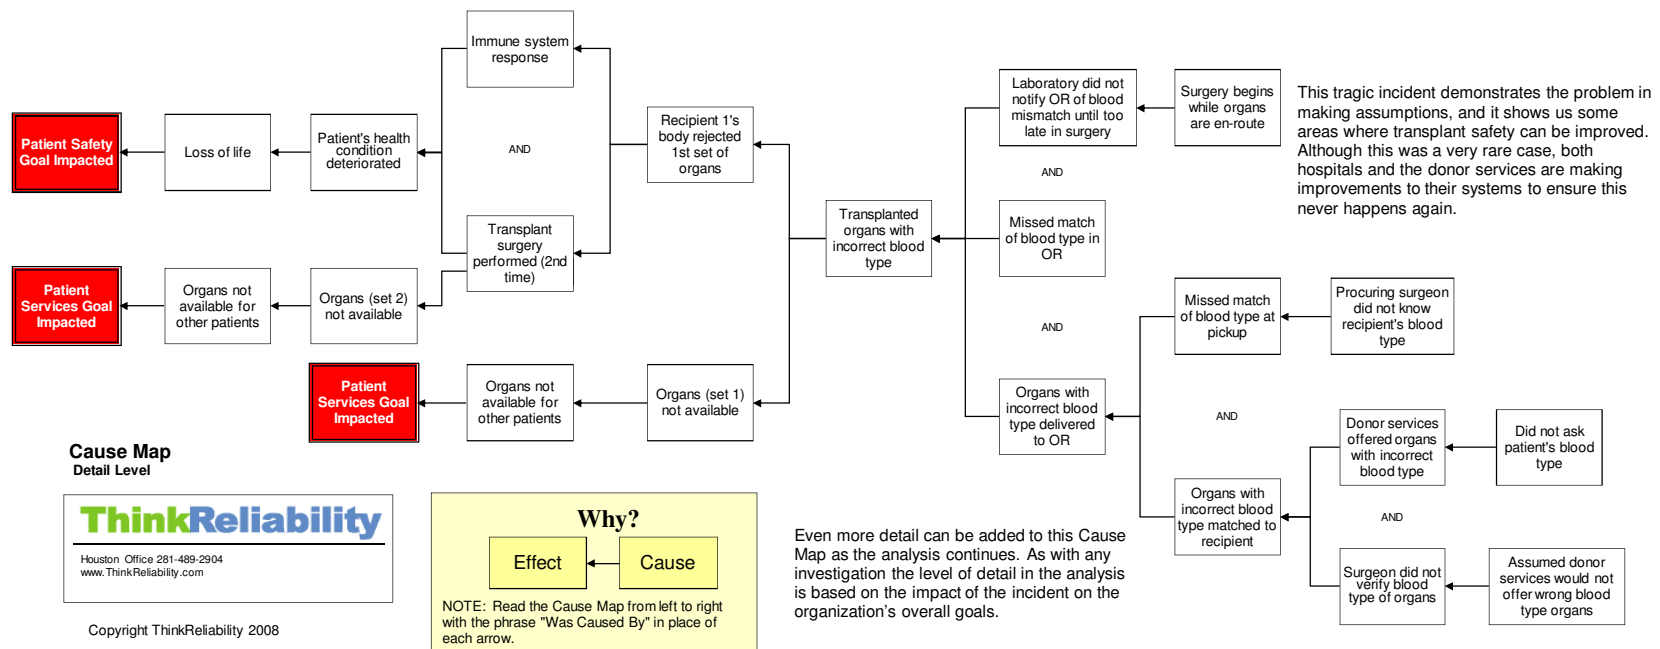 Immune system
response
AND
Patient Safety
Goal Impacted
Loss of life
Patient's health
condition
deteriorated
Recipient 1's
body rejected
1st set of
organs
Transplant
surgery
performed (2nd
time)
Patient
Services Goal
Impacted
Organs not
available for
other patients
Organs (set 2)
not available
Patient
Services Goal
Impacted
Organs not
available for
other patients
Organs (set 1)
not available
Transplanted
organs with
incorrect blood
type
Laboratory did not
notify OR of blood
mismatch until too
late in surgery
Surgery begins
while organs
are en-route
AND
Missed match
of blood type in
OR
AND
Organs with
incorrect blood
type delivered
to OR
Missed match
of blood type at
pickup
Procuring surgeon
did not know
recipient's blood
type
AND
Organs with
incorrect blood
type matched to
recipient
Donor services
offered organs
with incorrect
blood type
Did not ask
patient's blood
type
AND
Surgeon did not
verify blood
type of organs
Assumed donor
services would not
offer wrong blood
type organs
This tragic incident demonstrates the problem in
making assumptions, and it shows us some
areas where transplant safety can be improved.
Although this was a very rare case, both
hospitals and the donor services are making
improvements to their systems to ensure this
never happens again.
Cause Map
Detail Level
ThinkReliability
Houston Office 281-489-2904
www.ThinkReliability.com
Copyright ThinkReliability 2008
Why?
Effect
Cause
NOTE: Read the Cause Map from left to right
with the phrase "Was Caused By" in place of
each arrow.
Even more detail can be added to this Cause
Map as the analysis continues. As with any
investigation the level of detail in the analysis
is based on the impact of the incident on the
organization's overall goals.